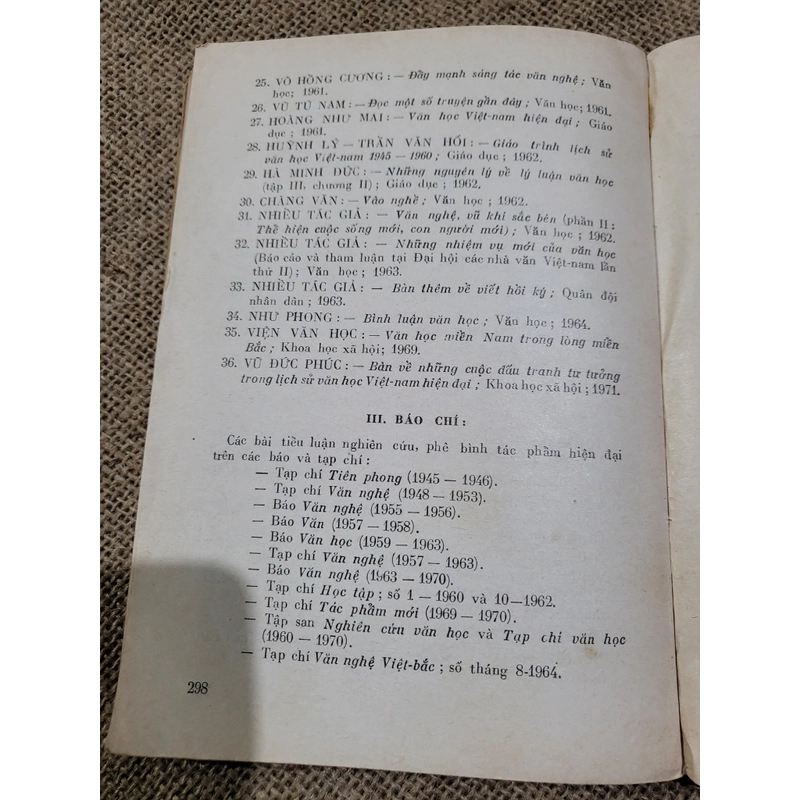 25. VÕ HỒNG CƯƠNG : — Đẩy mạnh sáng tác văn nghệ ; Văn
học; 1961.
26. VŨ TÚ NAM : — Đọc một số truyện gần đây ; Văn học; 1961.
27. HOÀNG NHƯ MAI : — Văn học Việt-nam hiện đại ; Giáo
dục ; 1961.
28. HUỲNH LÝ — TRẦN VĂN HỐI : — Giáo trình lịch sử
văn học Việt-nam 1945 — 1960 ; Giáo dục ; 1962.
29. HÀ MINH ĐỨC : — Những nguyên lý về lý luận văn học
(tập III, chương II) ; Giáo dục ; 1962.
30. CHÀNG VĂN : — Vào nghề ; Văn học ; 1962.
31. NHIỀU TÁC GIẢ : — Văn nghệ, vũ khí sắc bén (phần II :
Thể hiện cuộc sống mới, con người mới) ; Văn học ; 1962.
32. NHIỀU TÁC GIẢ : — Những nhiệm vụ mới của văn học
(Báo cáo và tham luận tại Đại hội các nhà văn Việt-nam lần
thứ II) ; Văn học ; 1963.
33. NHIỀU TÁC GIẢ : — Bàn thêm về viết hồi ký ; Quân đội
nhân dân ; 1963.
34. NHƯ PHONG : — Bình luận văn học ; Văn học ; 1964.
35. VIỆN VĂN HỌC : — Văn học miền Nam trong lòng miền
Bắc ; Khoa học xã hội; 1969.
36. VŨ ĐỨC PHÚC : — Bàn về những cuộc đấu tranh tư tưởng
trong lịch sử văn học Việt-nam hiện đại ; Khoa học xã hội ; 1971.
III. BÁO CHÍ :
Các bài tiểu luận nghiên cứu, phê bình tác phẩm hiện đại
trên các báo và tạp chí :
— Tạp chí Tiên phong (1945 — 1946).
— Tạp chí Văn nghệ (1948 — 1953).
— Báo Văn nghệ (1955 — 1956).
— Báo Văn (1957 — 1958).
— Báo Văn học (1959 — 1963).
— Tạp chí Văn nghệ (1957 — 1963).
— Báo Văn nghệ (1963 — 1970).
— Tạp chí Học tập ; số 1 — 1960 và 10—1962.
— Tạp chí Tác phẩm mới (1969 — 1970).
— Tập san Nghiên cứu văn học và Tạp chí văn học
(1960 — 1970).
— Tạp chí Văn nghệ Việt-bắc ; số tháng 8-1964.
298